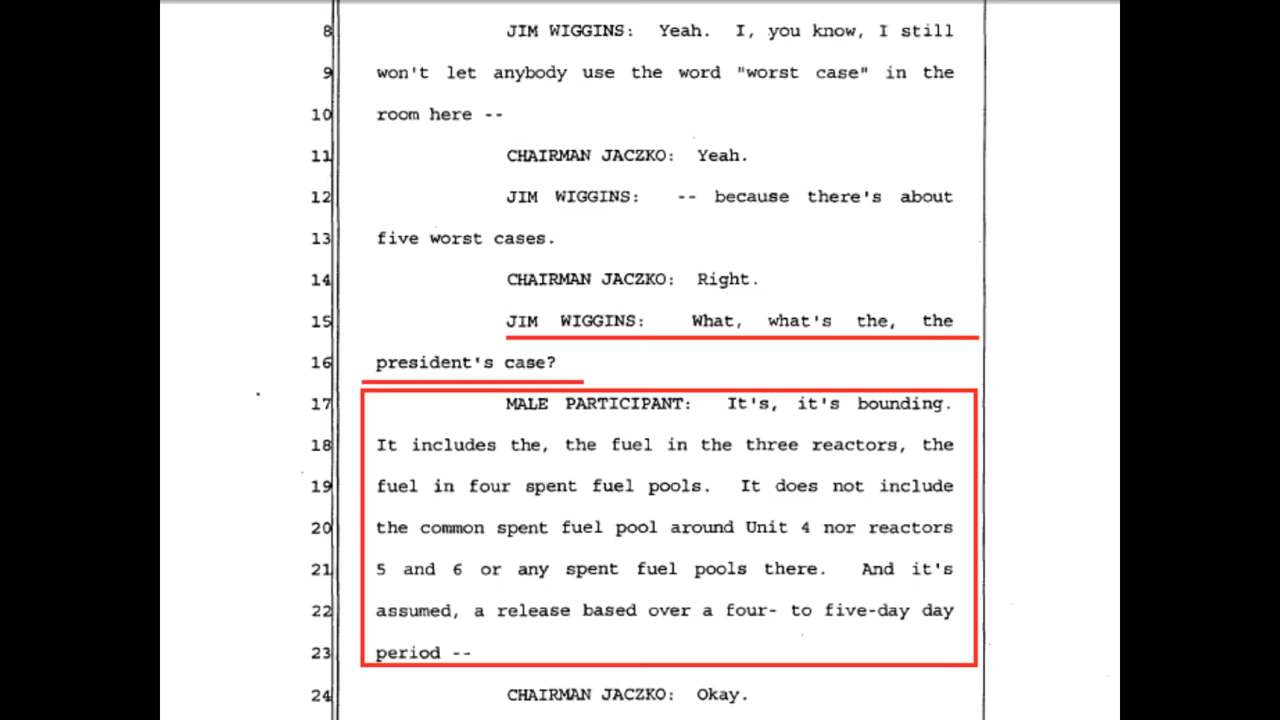 8 JIM WIGGINS: Yeah. I, you know, I still
9 won't let anybody use the word "worst case" in the
10 room here --
11 CHAIRMAN JACZKO: Yeah.
12 JIM WIGGINS: -- because there's about
13 five worst cases.
14 CHAIRMAN JACZKO: Right.
15 JIM WIGGINS: What, what's the, the
16 president's case?
17 MALE PARTICIPANT: It's, it's bounding.
18 It includes the, the fuel in the three reactors, the
19 fuel in four spent fuel pools. It does not include
20 the common spent fuel pool around Unit 4 nor reactors
21 5 and 6 or any spent fuel pools there. And it's
22 assumed, a release based over a four- to five-day day
23 period --
24 CHAIRMAN JACZKO: Okay.